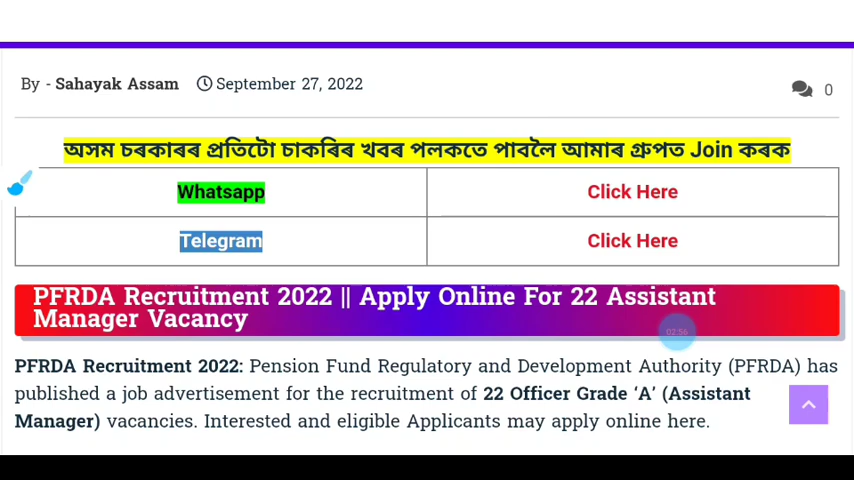 By - Sahayak Assam September 27, 2022 0
অসম চৰকাৰৰ প্ৰতিটো চাকৰিৰ খবৰ পলকতে পাবলৈ আমাৰ গ্ৰুপত Join কৰক
Whatsapp Click Here
Telegram Click Here
PFRDA Recruitment 2022 || Apply Online For 22 Assistant
Manager Vacancy
02:56
PFRDA Recruitment 2022: Pension Fund Regulatory and Development Authority (PFRDA) has
published a job advertisement for the recruitment of 22 Officer Grade ‘A’ (Assistant
Manager) vacancies. Interested and eligible Applicants may apply online here.